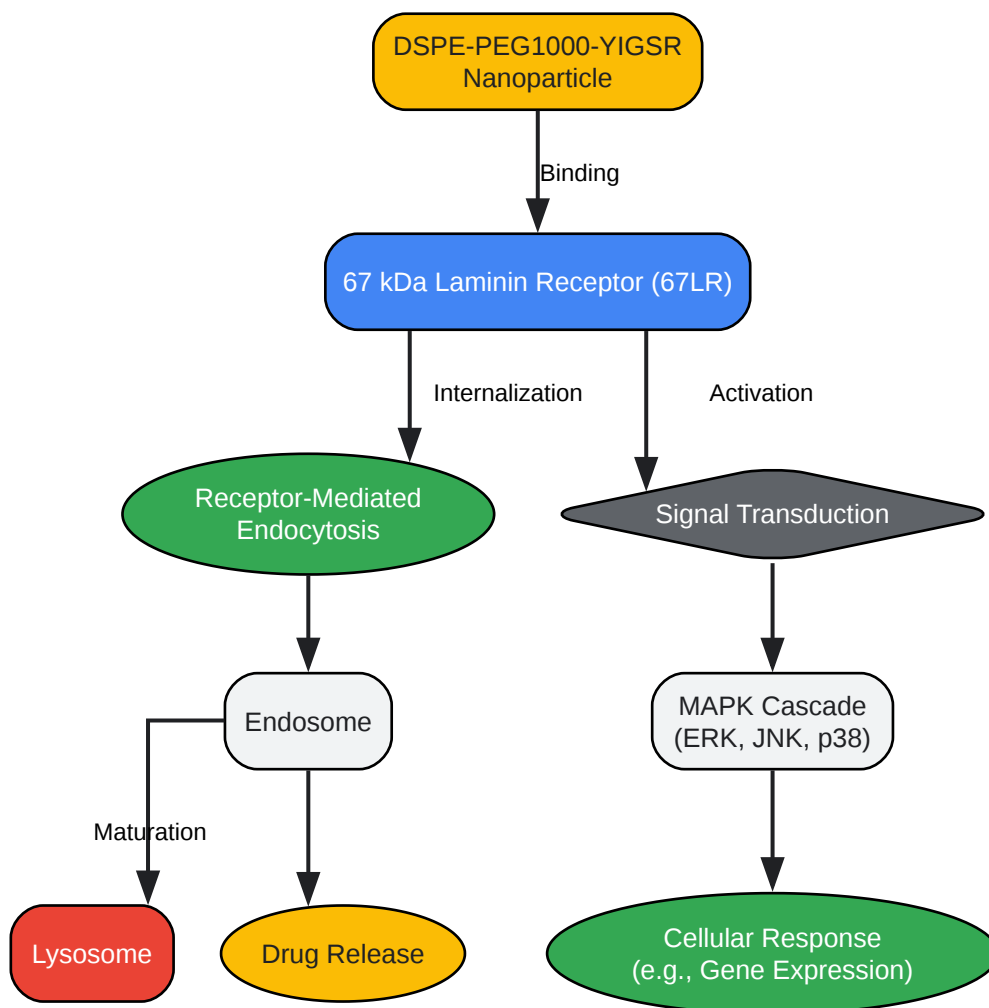 DSPE-PEG1000-YIGSR
Nanoparticle
Binding
67 kDa Laminin Receptor (67LR)
Internalization
Activation
Receptor-Mediated
Endocytosis
Signal Transduction
Endosome
MAPK Cascade
(ERK, JNK, p38)
Maturation
Lysosome
Drug Release
Cellular Response
(e.g., Gene Expression)